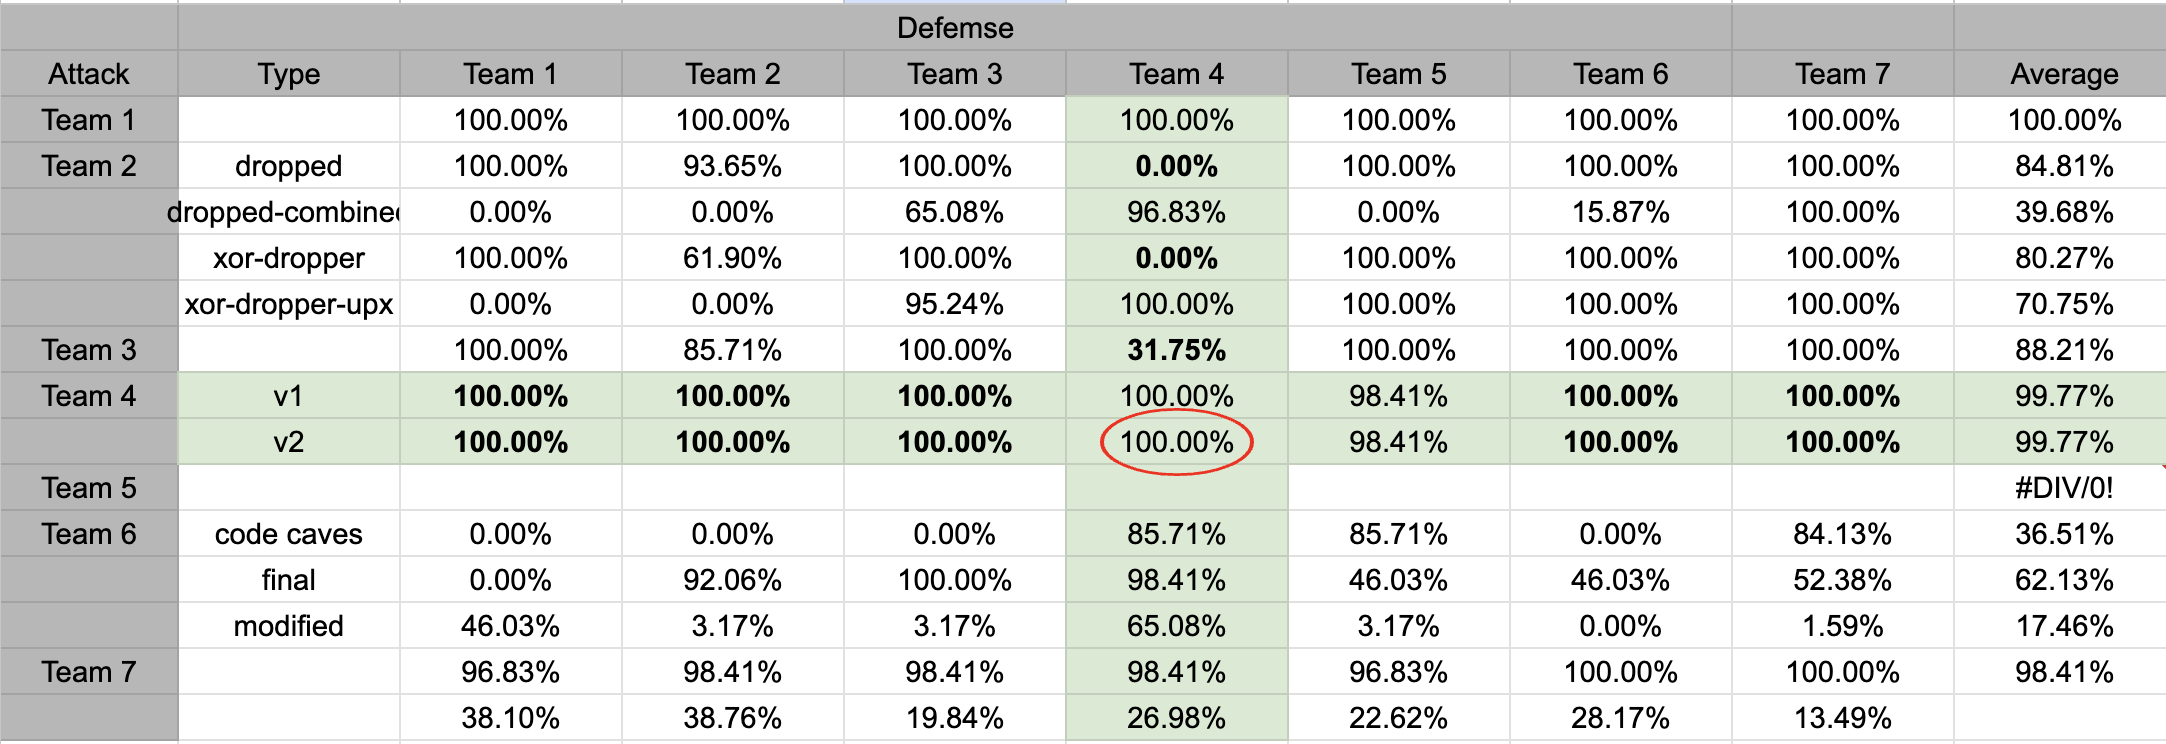 Defemse
Attack Type Team 1 Team 2 Team 3 Team 4 Team 5 Team 6 Team 7 Average
Team 1 100.00% 100.00% 100.00% 100.00% 100.00% 100.00% 100.00% 100.00%
Team 2 dropped 100.00% 93.65% 100.00% 0.00% 100.00% 100.00% 100.00% 84.81%
dropped-combine 0.00% 0.00% 65.08% 96.83% 0.00% 15.87% 100.00% 39.68%
xor-dropper 100.00% 61.90% 100.00% 0.00% 100.00% 100.00% 100.00% 80.27%
xor-dropper-upx 0.00% 0.00% 95.24% 100.00% 100.00% 100.00% 100.00% 70.75%
Team 3 100.00% 85.71% 100.00% 31.75% 100.00% 100.00% 100.00% 88.21%
Team 4 v1 100.00% 100.00% 100.00% 100.00% 98.41% 100.00% 100.00% 99.77%
v2 100.00% 100.00% 100.00% 100.00% 98.41% 100.00% 100.00% 99.77%
Team 5 #DIV/0!
Team 6 code caves 0.00% 0.00% 0.00% 85.71% 85.71% 0.00% 84.13% 36.51%
final 0.00% 92.06% 100.00% 98.41% 46.03% 46.03% 52.38% 62.13%
modified 46.03% 3.17% 3.17% 65.08% 3.17% 0.00% 1.59% 17.46%
Team 7 96.83% 98.41% 98.41% 98.41% 96.83% 100.00% 100.00% 98.41%
38.10% 38.76% 19.84% 26.98% 22.62% 28.17% 13.49%